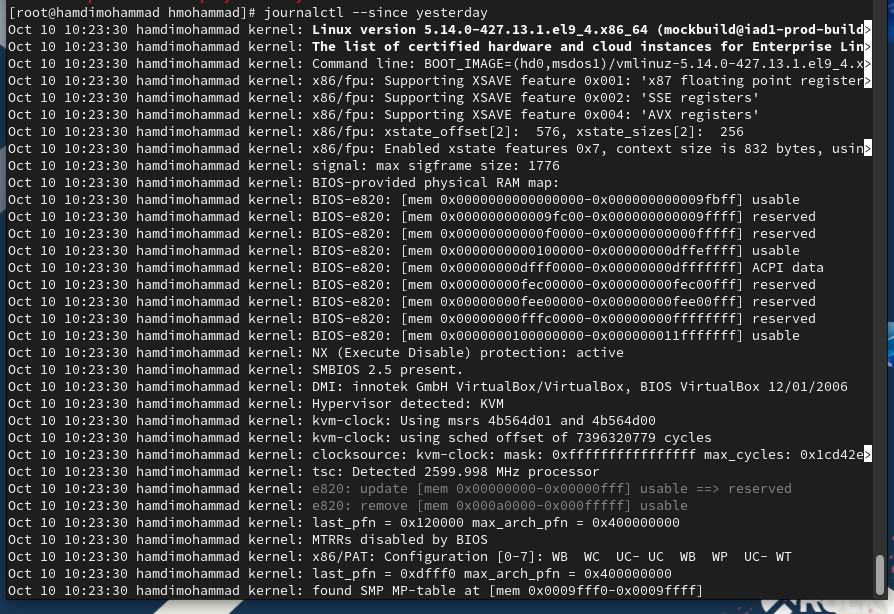 [root@hamdimohammad hmohammad]# journalctl --since yesterday
Oct 10 10:23:30 hamdimohammad kernel: Linux version 5.14.0-427.13.1.el9_4.x86_64 (mockbuild@iad1-prod-build>
Oct 10 10:23:30 hamdimohammad kernel: The list of certified hardware and cloud instances for Enterprise Lin>
Oct 10 10:23:30 hamdimohammad kernel: Command line: BOOT_IMAGE=(hd0,msdos1)/vmlinuz-5.14.0-427.13.1.el9_4.x>
Oct 10 10:23:30 hamdimohammad kernel: x86/fpu: Supporting XSAVE feature 0x001: 'x87 floating point register>
Oct 10 10:23:30 hamdimohammad kernel: x86/fpu: Supporting XSAVE feature 0x002: 'SSE registers'
Oct 10 10:23:30 hamdimohammad kernel: x86/fpu: Supporting XSAVE feature 0x004: 'AVX registers'
Oct 10 10:23:30 hamdimohammad kernel: x86/fpu: xstate_offset[2]:  576, xstate_sizes[2]:  256
Oct 10 10:23:30 hamdimohammad kernel: x86/fpu: Enabled xstate features 0x7, context size is 832 bytes, usin>
Oct 10 10:23:30 hamdimohammad kernel: signal: max sigframe size: 1776
Oct 10 10:23:30 hamdimohammad kernel: BIOS-provided physical RAM map:
Oct 10 10:23:30 hamdimohammad kernel: BIOS-e820: [mem 0x0000000000000000-0x000000000009fbff] usable
Oct 10 10:23:30 hamdimohammad kernel: BIOS-e820: [mem 0x000000000009fc00-0x000000000009ffff] reserved
Oct 10 10:23:30 hamdimohammad kernel: BIOS-e820: [mem 0x00000000000f0000-0x00000000000fffff] reserved
Oct 10 10:23:30 hamdimohammad kernel: BIOS-e820: [mem 0x0000000000100000-0x00000000dffeffff] usable
Oct 10 10:23:30 hamdimohammad kernel: BIOS-e820: [mem 0x00000000dfff0000-0x00000000dfffffff] ACPI data
Oct 10 10:23:30 hamdimohammad kernel: BIOS-e820: [mem 0x00000000fec00000-0x00000000fec00fff] reserved
Oct 10 10:23:30 hamdimohammad kernel: BIOS-e820: [mem 0x00000000fee00000-0x00000000fee00fff] reserved
Oct 10 10:23:30 hamdimohammad kernel: BIOS-e820: [mem 0x00000000fffc0000-0x00000000ffffffff] reserved
Oct 10 10:23:30 hamdimohammad kernel: BIOS-e820: [mem 0x0000000100000000-0x000000011fffffff] usable
Oct 10 10:23:30 hamdimohammad kernel: NX (Execute Disable) protection: active
Oct 10 10:23:30 hamdimohammad kernel: SMBIOS 2.5 present.
Oct 10 10:23:30 hamdimohammad kernel: DMI: innotek GmbH VirtualBox/VirtualBox, BIOS VirtualBox 12/01/2006
Oct 10 10:23:30 hamdimohammad kernel: Hypervisor detected: KVM
Oct 10 10:23:30 hamdimohammad kernel: kvm-clock: Using msrs 4b564d01 and 4b564d00
Oct 10 10:23:30 hamdimohammad kernel: kvm-clock: using sched offset of 7396320779 cycles
Oct 10 10:23:30 hamdimohammad kernel: clocksource: kvm-clock: mask: 0xffffffffffffffff max_cycles: 0x1cd42e>
Oct 10 10:23:30 hamdimohammad kernel: tsc: Detected 2599.998 MHz processor
Oct 10 10:23:30 hamdimohammad kernel: e820: update [mem 0x00000000-0x00000fff] usable ==> reserved
Oct 10 10:23:30 hamdimohammad kernel: e820: remove [mem 0x000a0000-0x000fffff] usable
Oct 10 10:23:30 hamdimohammad kernel: last_pfn = 0x120000 max_arch_pfn = 0x400000000
Oct 10 10:23:30 hamdimohammad kernel: MTRRs disabled by BIOS
Oct 10 10:23:30 hamdimohammad kernel: x86/PAT: Configuration [0-7]: WB  WC  UC- UC  WB  WP  UC- WT
Oct 10 10:23:30 hamdimohammad kernel: last_pfn = 0xdfff0 max_arch_pfn = 0x400000000
Oct 10 10:23:30 hamdimohammad kernel: found SMP MP-table at [mem 0x0009fff0-0x0009ffff]